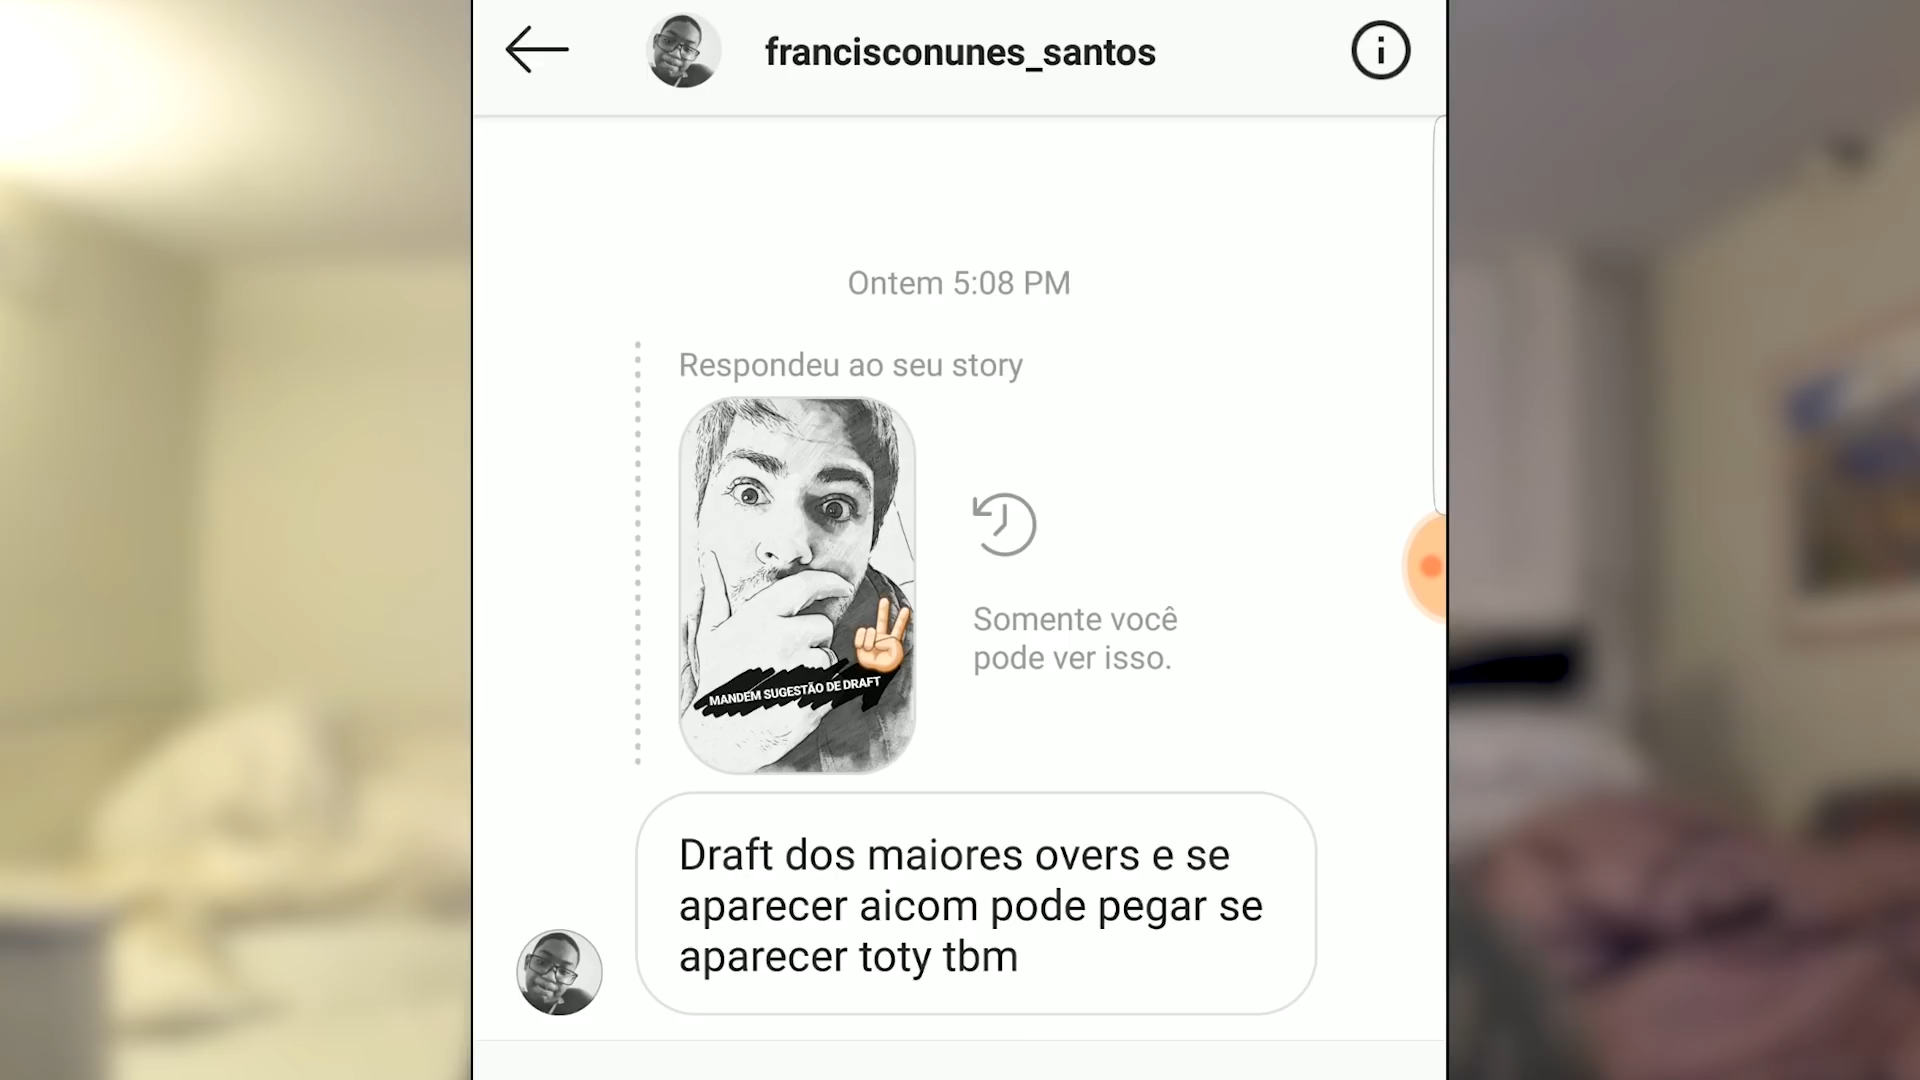 francisconunes_santos
Ontem 5:08 PM
Respondeu ao seu story
MANDEM SUGESTÃO DE DRAFT
Somente você
pode ver isso.
Draft dos maiores overs e se
aparecer aicom pode pegar se
aparecer toty tbm